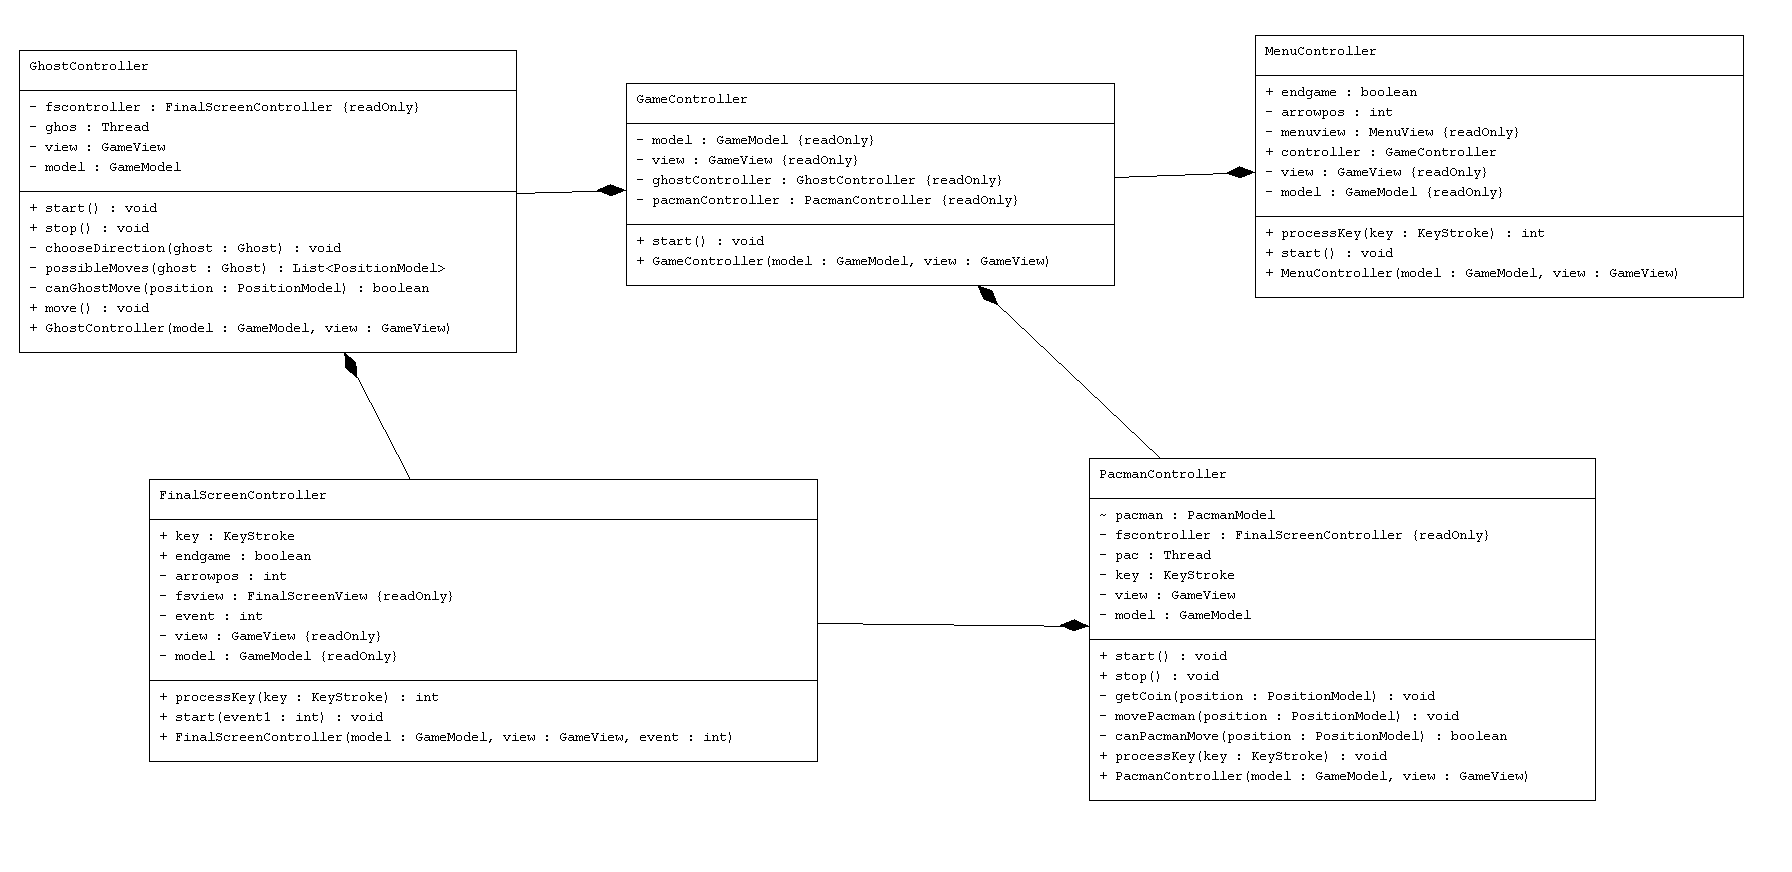 GhostController
- fscontroller : FinalScreenController {readOnly}
- ghos : Thread
- view : GameView
- model : GameModel
+ start() : void
+ stop() : void
- chooseDirection(ghost : Ghost) : void
- possibleMoves(ghost : Ghost) : List<PositionModel>
- canGhostMove(position : PositionModel) : boolean
+ move() : void
+ GhostController(model : GameModel, view : GameView)
GameController
- model : GameModel {readOnly}
- view : GameView {readOnly}
- ghostController : GhostController {readOnly}
- pacmanController : PacmanController {readOnly}
+ start() : void
+ GameController(model : GameModel, view : GameView)
MenuController
+ endgame : boolean
- arrowpos : int
- menuview : MenuView {readOnly}
+ controller : GameController
- view : GameView {readOnly}
- model : GameModel {readOnly}
+ processKey(key : KeyStroke) : int
+ start() : void
+ MenuController(model : GameModel, view : GameView)
FinalScreenController
+ key : KeyStroke
+ endgame : boolean
- arrowpos : int
- fsview : FinalScreenView {readOnly}
- event : int
- view : GameView {readOnly}
- model : GameModel {readOnly}
+ processKey(key : KeyStroke) : int
+ start(event1 : int) : void
+ FinalScreenController(model : GameModel, view : GameView, event : int)
PacmanController
~ pacman : PacmanModel
- fscontroller : FinalScreenController {readOnly}
- pac : Thread
- key : KeyStroke
- view : GameView
- model : GameModel
+ start() : void
+ stop() : void
- getCoin(position : PositionModel) : void
- movePacman(position : PositionModel) : void
- canPacmanMove(position : PositionModel) : boolean
+ processKey(key : KeyStroke) : void
+ PacmanController(model : GameModel, view : GameView)